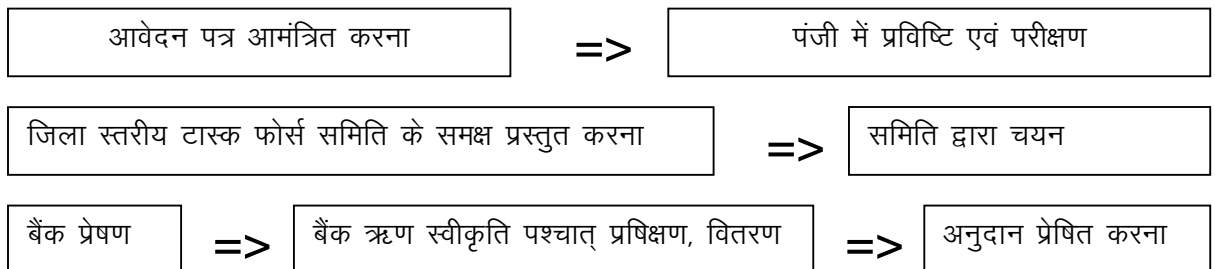 आवेदन पत्र आमंत्रित करना => पंजी में प्रविष्टि एवं परीक्षण
जिला स्तरीय टास्क फोर्स समिति के समक्ष प्रस्तुत करना => समिति द्वारा चयन
बैंक प्रेषण => बैंक ऋण स्वीकृति पश्चात् प्रषिक्षण, वितरण => अनुदान प्रेषित करना